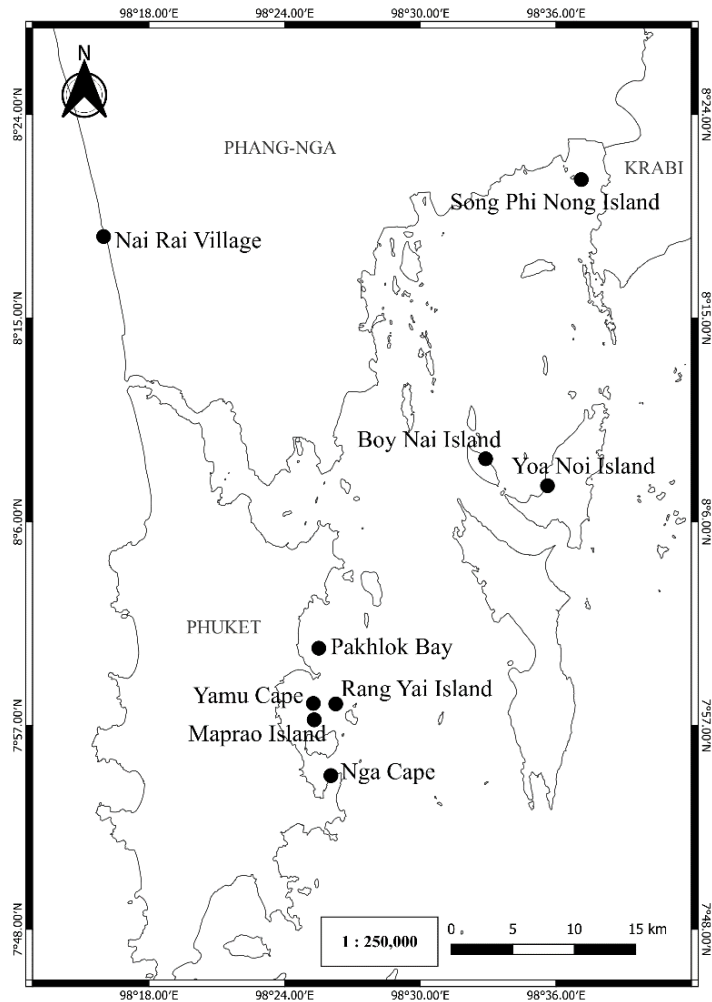 98°18.00′E 98°24.00′E 98°30.00′E 98°36.00′E
N
8°24.00′N 8°24.00′N
PHANG-NGA
KRABI
Song Phi Nong Island
Nai Rai Village
8°15.00′N 8°15.00′N
Boy Nai Island
Yoa Noi Island
8°6.00′N 8°6.00′N
PHUKET
Pakhlok Bay
Yamu Cape
Rang Yai Island
Maprao Island
7°57.00′N 7°57.00′N
Nga Cape
7°48.00′N 7°48.00′N
1 : 250,000
0 5 10 15 km
98°18.00′E 98°24.00′E 98°30.00′E 98°36.00′E